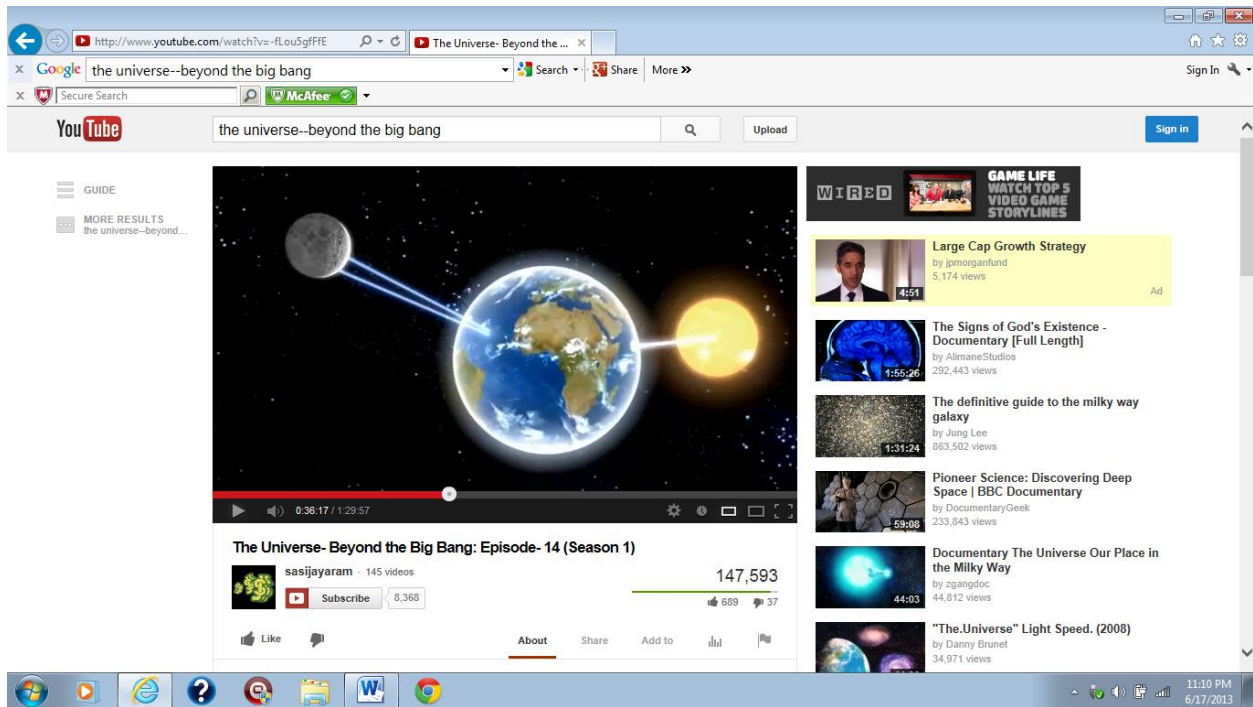 http://www.youtube.com/watch?v=-fLou5gfFfE
The Universe- Beyond the ...
x Google the universe--beyond the big bang Search Share More »
Sign In
x Secure Search McAfee
YouTube the universe--beyond the big bang Upload Sign in
GUIDE
MORE RESULTS
the universe--beyond...
0:36:17 / 1:29:57
The Universe- Beyond the Big Bang: Episode- 14 (Season 1)
sasijayaram · 145 videos
Subscribe 8,368
147,593
689 37
Like About Share Add to
WIRED
GAME LIFE
WATCH TOP 5
VIDEO GAME
STORYLINES
Large Cap Growth Strategy
by jpmorganfund
5,174 views
Ad
4:51
The Signs of God's Existence -
Documentary [Full Length]
by AlimaneStudios
292,443 views
1:55:26
The definitive guide to the milky way
galaxy
by Jung Lee
863,502 views
1:31:24
Pioneer Science: Discovering Deep
Space | BBC Documentary
by DocumentaryGeek
233,843 views
59:08
Documentary The Universe Our Place in
the Milky Way
by zgangdoc
44,812 views
44:03
"The.Universe" Light Speed. (2008)
by Danny Brunet
34,971 views
11:10 PM
6/17/2013